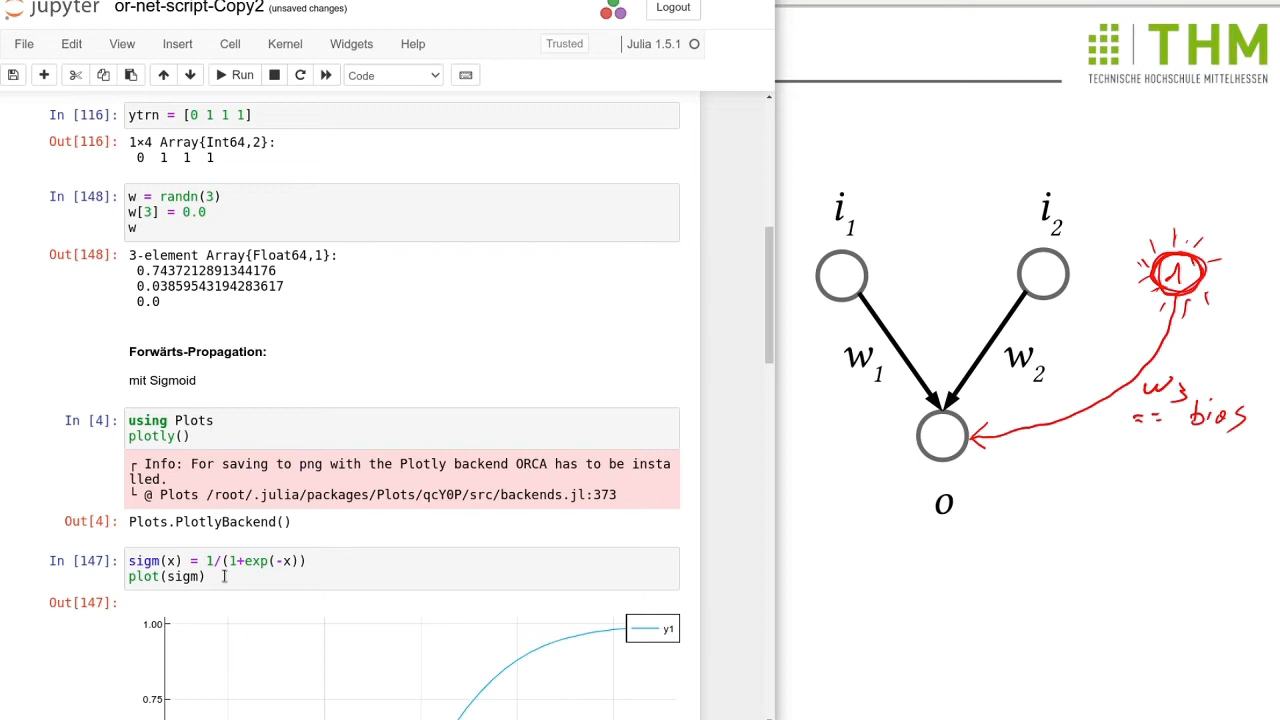 jupyter or-net-script-Copy2 (unsaved changes)
Logout
File Edit View Insert Cell Kernel Widgets Help Trusted Julia 1.5.1
Run Code
In [116]: ytrn = [0 1 1 1]
Out[116]: 1×4 Array{Int64,2}:
0 1 1 1
In [148]: w = randn(3)
w[3] = 0.0
w
Out[148]: 3-element Array{Float64,1}:
0.7437212891344176
0.03859543194283617
0.0
Forwärts-Propagation:
mit Sigmoid
In [4]: using Plots
plotly()
┌ Info: For saving to png with the Plotly backend ORCA has to be insta
lled.
└ @ Plots /root/.julia/packages/Plots/qcY0P/src/backends.jl:373
Out[4]: Plots.PlotlyBackend()
In [147]: sigm(x) = 1/(1+exp(-x))
plot(sigm)
Out[147]:
1.00
y1
0.75
THM
TECHNISCHE HOCHSCHULE MITTELHESSEN
i1 i2
1
w1 w2
w3
== bias
o